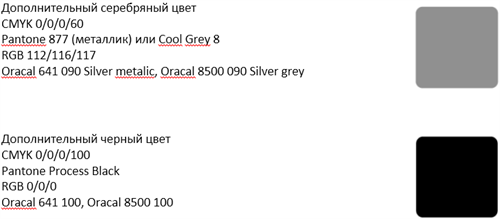 Дополнительный серебряный цвет
CMYK 0/0/0/60
Pantone 877 (металлик) или Cool Grey 8
RGB 112/116/117
Oracal 641 090 Silver metalic, Oracal 8500 090 Silver grey
Дополнительный черный цвет
CMYK 0/0/0/100
Pantone Process Black
RGB 0/0/0
Oracal 641 100, Oracal 8500 100